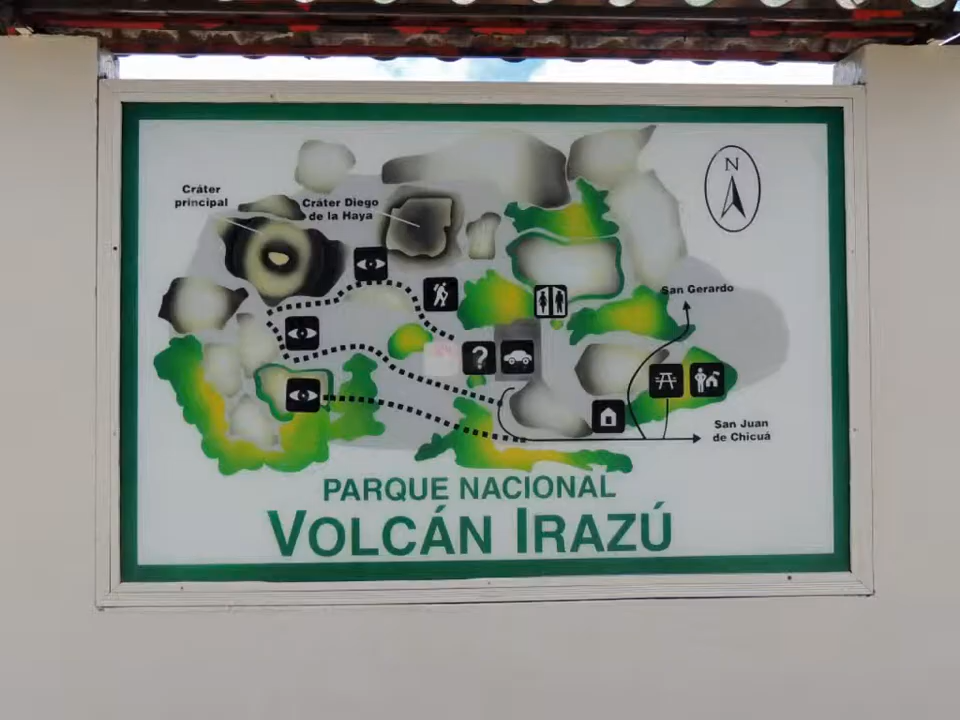 N
Cráter
principal
Cráter Diego
de la Haya
San Gerardo
?
San Juan
de Chicuá
PARQUE NACIONAL
VOLCÁN IRAZÚ